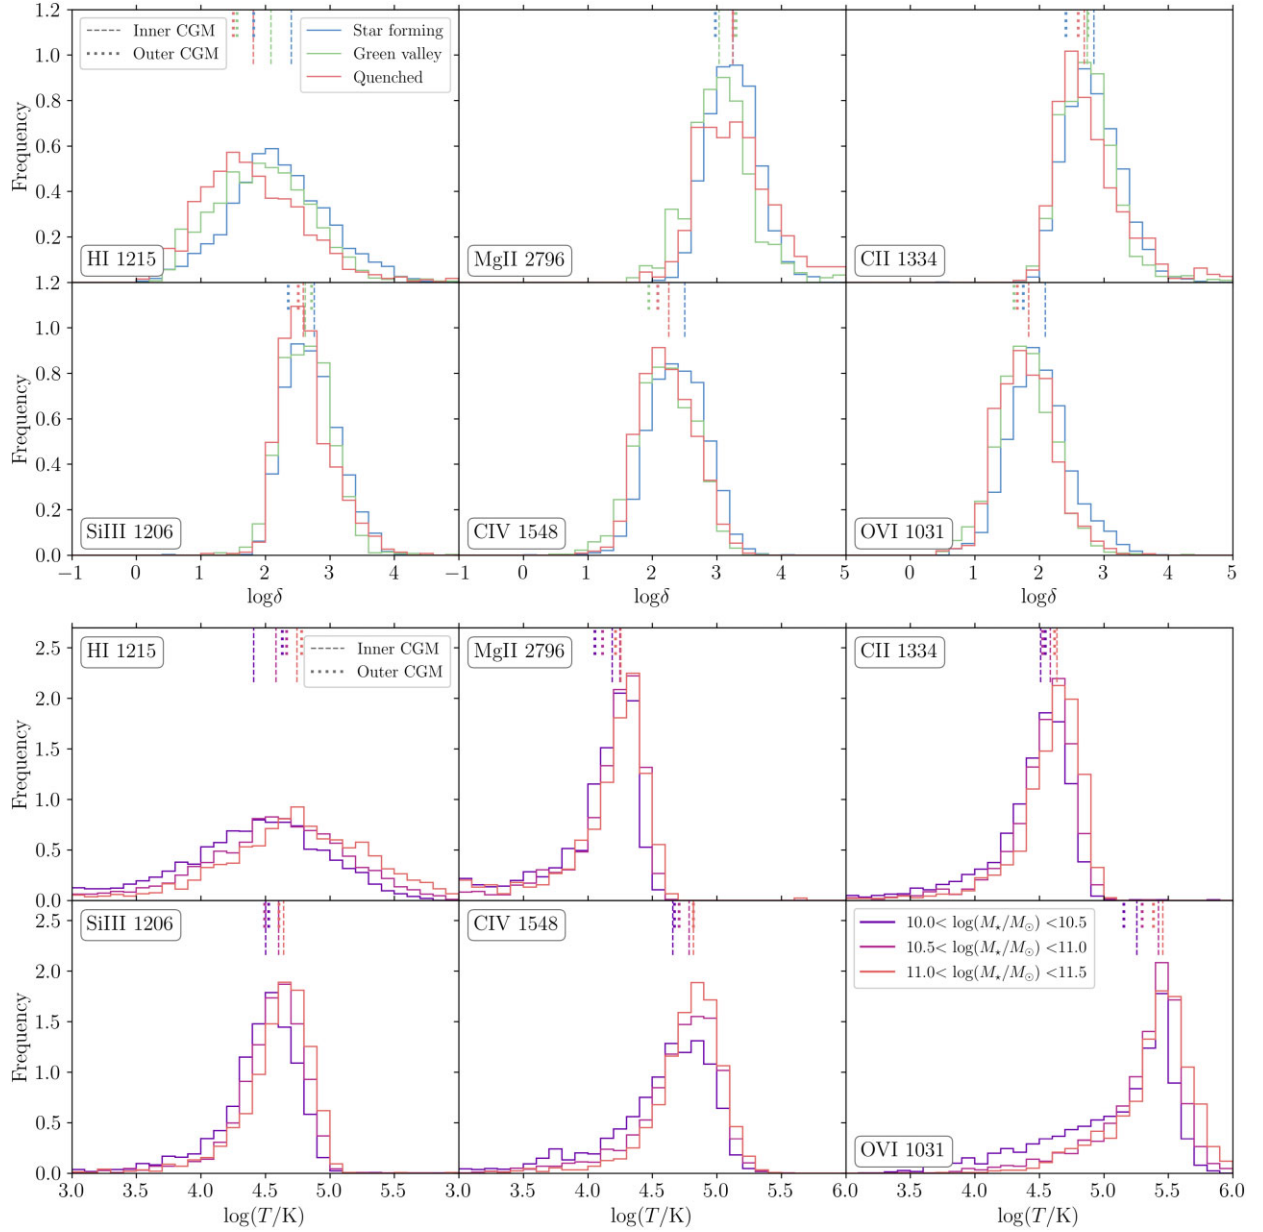 1.2
1.0
0.8
0.6
0.4
0.2
Frequency
Inner CGM
Outer CGM
Star forming
Green valley
Quenched
HI 1215
MgII 2796
CII 1334
1.2
1.0
0.8
0.6
0.4
0.2
0.0
Frequency
SiIII 1206
CIV 1548
OVI 1031
−1 0 1 2 3 4 −1 0 1 2 3 4 5 0 1 2 3 4 5
logδ logδ logδ
2.5
2.0
1.5
1.0
0.5
0.0
Frequency
HI 1215
Inner CGM
Outer CGM
MgII 2796
CII 1334
2.5
2.0
1.5
1.0
0.5
0.0
Frequency
SiIII 1206
CIV 1548
10.0< log(M⋆/M⊙) <10.5
10.5< log(M⋆/M⊙) <11.0
11.0< log(M⋆/M⊙) <11.5
OVI 1031
3.0 3.5 4.0 4.5 5.0 5.5 3.0 3.5 4.0 4.5 5.0 5.5 6.0 3.5 4.0 4.5 5.0 5.5 6.0
log(T/K) log(T/K) log(T/K)